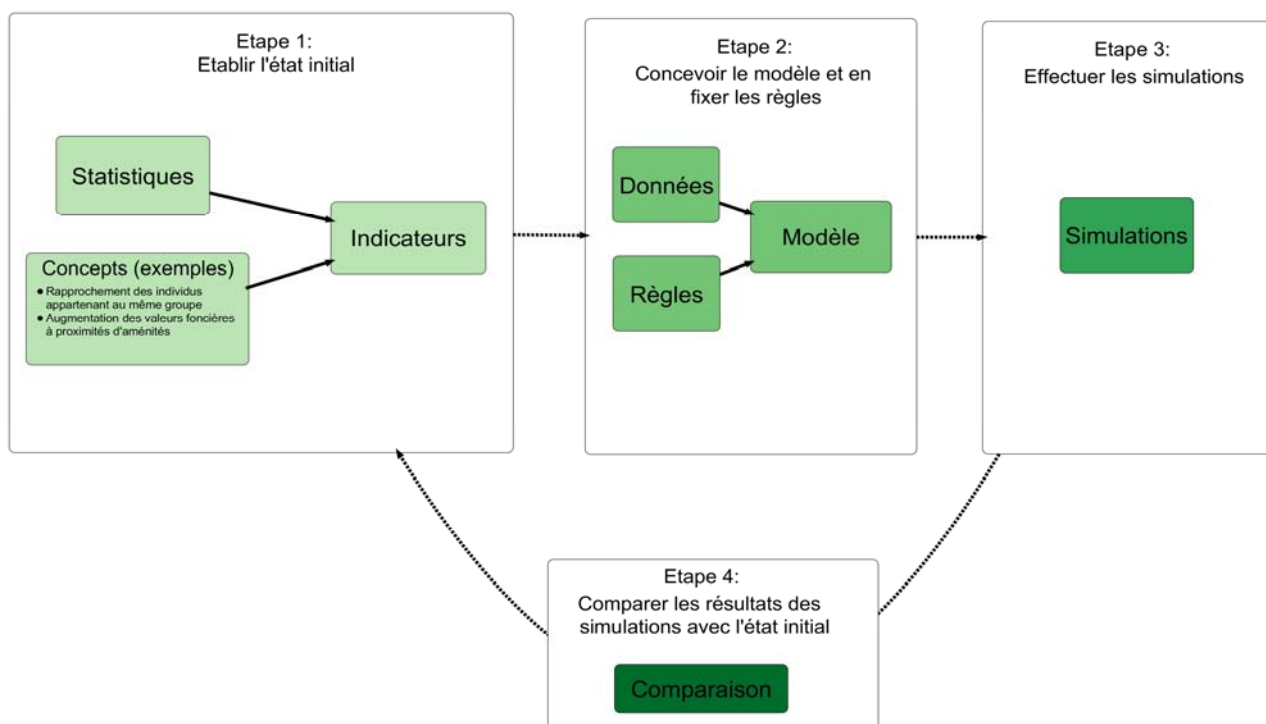 Etape 1:
Etablir l'état initial
Statistiques
Concepts (exemples)
● Rapprochement des individus
appartenant au même groupe
● Augmentation des valeurs foncières
à proximités d'aménités
Indicateurs
Etape 2:
Concevoir le modèle et en
fixer les règles
Données
Règles
Modèle
Etape 3:
Effectuer les simulations
Simulations
Etape 4:
Comparer les résultats des
simulations avec l'état initial
Comparaison